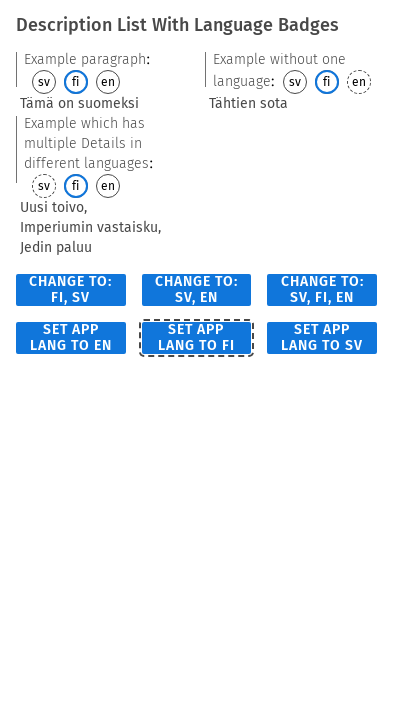 Description List With Language Badges
Example paragraph:
sv fi en
Tämä on suomeksi
Example without one
language: sv fi en
Tähtien sota
Example which has
multiple Details in
different languages:
sv fi en
Uusi toivo,
Imperiumin vastaisku,
Jedin paluu
CHANGE TO:
FI, SV
CHANGE TO:
SV, EN
CHANGE TO:
SV, FI, EN
SET APP
LANG TO EN
SET APP
LANG TO FI
SET APP
LANG TO SV